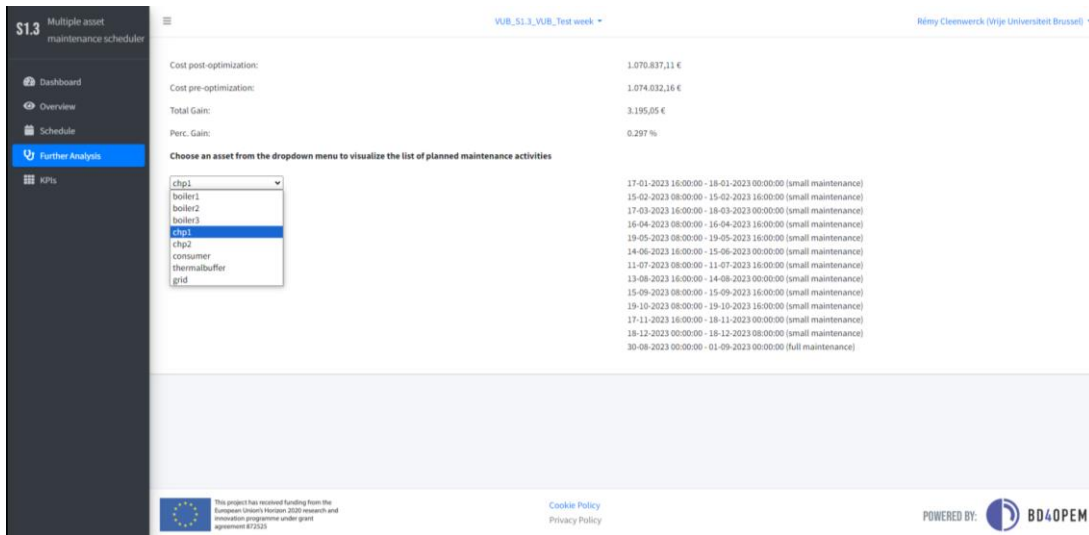 S1.3
Multiple asset
maintenance scheduler
VUB_S1.3_VUB_Test week
Rémy Cleenwerck (Vrije Universiteit Brussel)
Dashboard
Overview
Schedule
Further Analysis
KPIs
Cost post-optimization: 1.070.837,11 €
Cost pre-optimization: 1.074.032,16 €
Total Gain: 3.195,05 €
Perc. Gain: 0.297 %
Choose an asset from the dropdown menu to visualize the list of planned maintenance activities
chp1
boiler1
boiler2
boiler3
chp1
chp2
consumer
thermalbuffer
grid
17-01-2023 16:00:00 - 18-01-2023 00:00:00 (small maintenance)
15-02-2023 08:00:00 - 15-02-2023 16:00:00 (small maintenance)
17-03-2023 16:00:00 - 18-03-2023 00:00:00 (small maintenance)
16-04-2023 08:00:00 - 16-04-2023 16:00:00 (small maintenance)
19-05-2023 08:00:00 - 19-05-2023 16:00:00 (small maintenance)
14-06-2023 16:00:00 - 15-06-2023 00:00:00 (small maintenance)
11-07-2023 08:00:00 - 11-07-2023 16:00:00 (small maintenance)
13-08-2023 16:00:00 - 14-08-2023 00:00:00 (small maintenance)
15-09-2023 08:00:00 - 15-09-2023 16:00:00 (small maintenance)
19-10-2023 08:00:00 - 19-10-2023 16:00:00 (small maintenance)
17-11-2023 16:00:00 - 18-11-2023 00:00:00 (small maintenance)
18-12-2023 00:00:00 - 18-12-2023 08:00:00 (small maintenance)
30-08-2023 00:00:00 - 01-09-2023 00:00:00 (full maintenance)
This project has received funding from the
European Union's Horizon 2020 research and
innovation programme under grant
agreement 872525
Cookie Policy
Privacy Policy
POWERED BY:
BD4OPEM